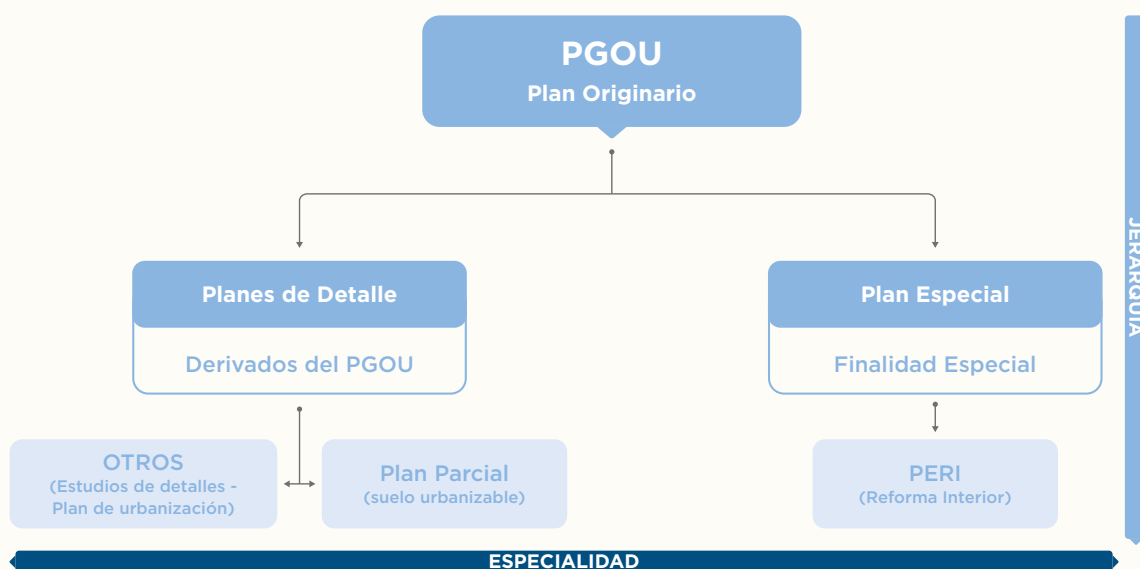 PGOU
Plan Originario
JERARQUÍA
Planes de Detalle
Derivados del PGOU
Plan Especial
Finalidad Especial
OTROS
(Estudios de detalles -
Plan de urbanización)
Plan Parcial
(suelo urbanizable)
PERI
(Reforma Interior)
ESPECIALIDAD